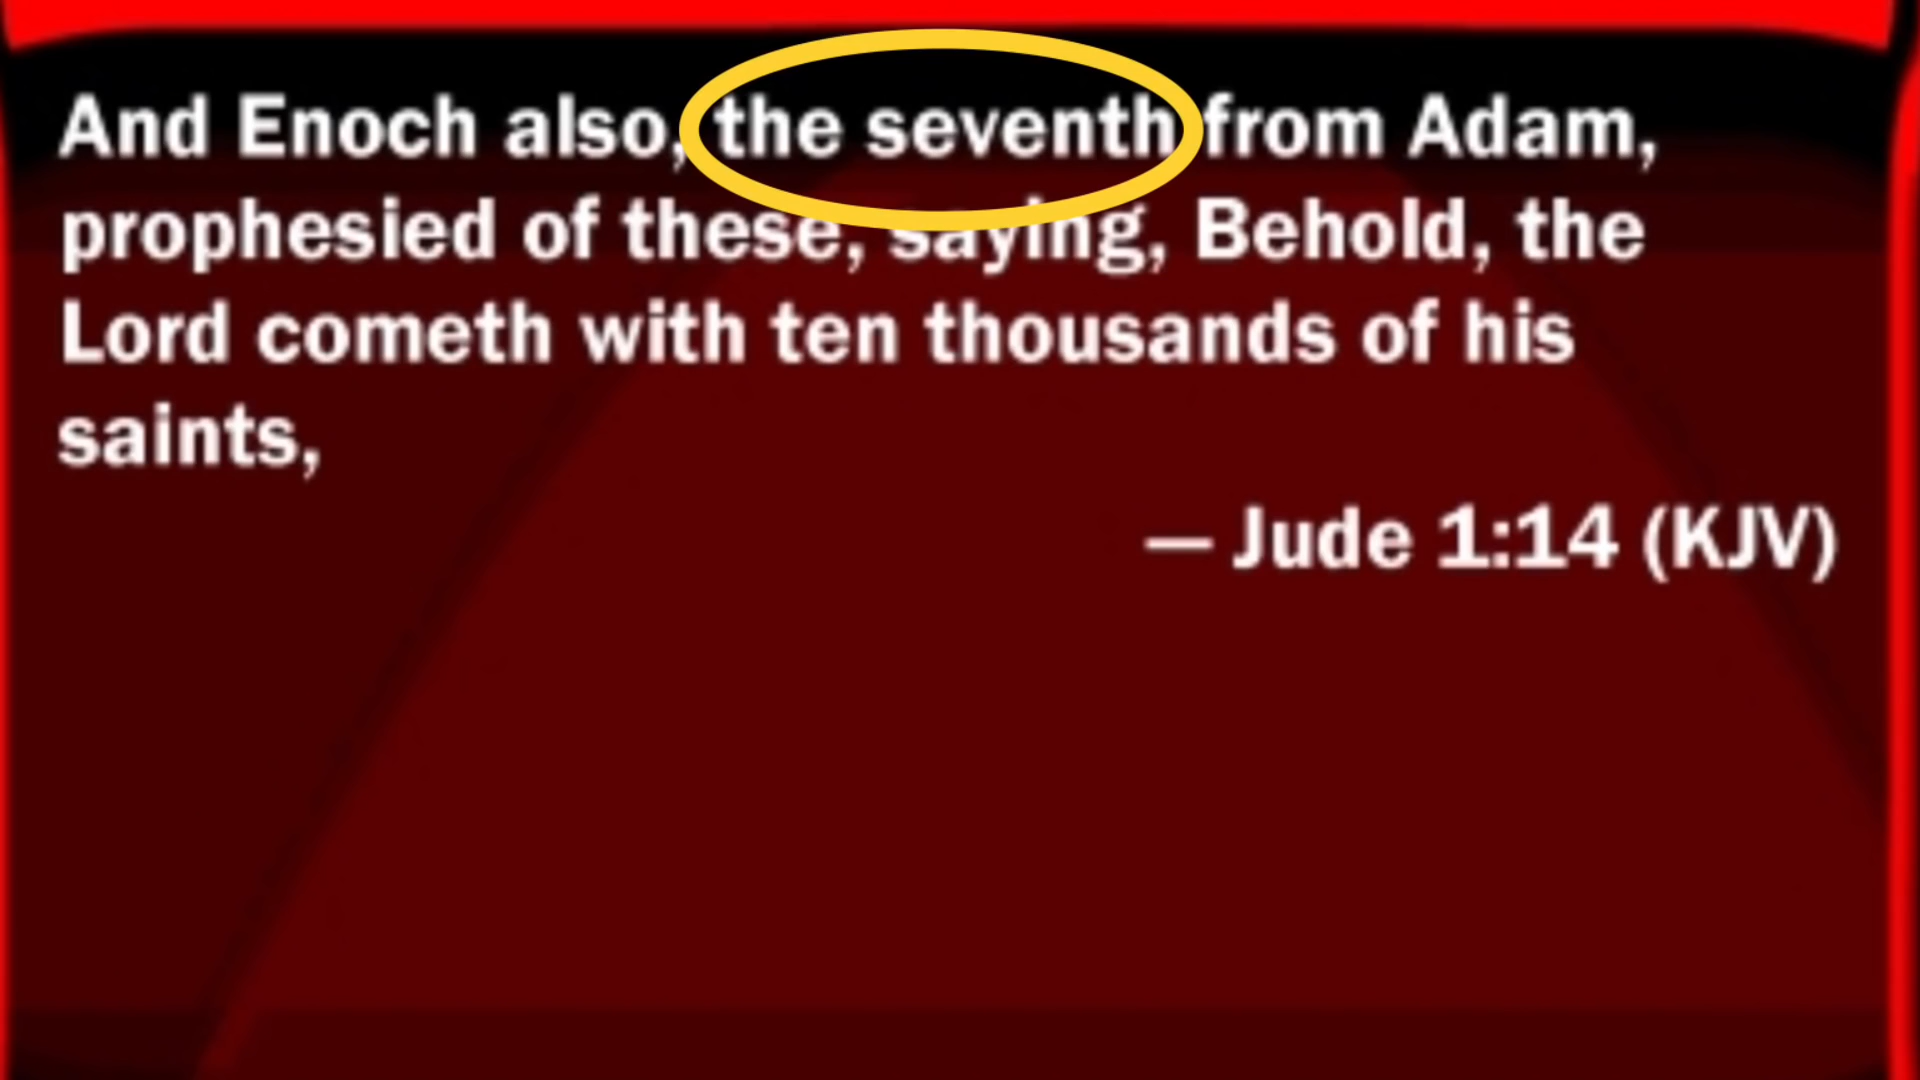 And Enoch also, the seventh from Adam,
prophesied of these, saying, Behold, the
Lord cometh with ten thousands of his
saints,
— Jude 1:14 (KJV)